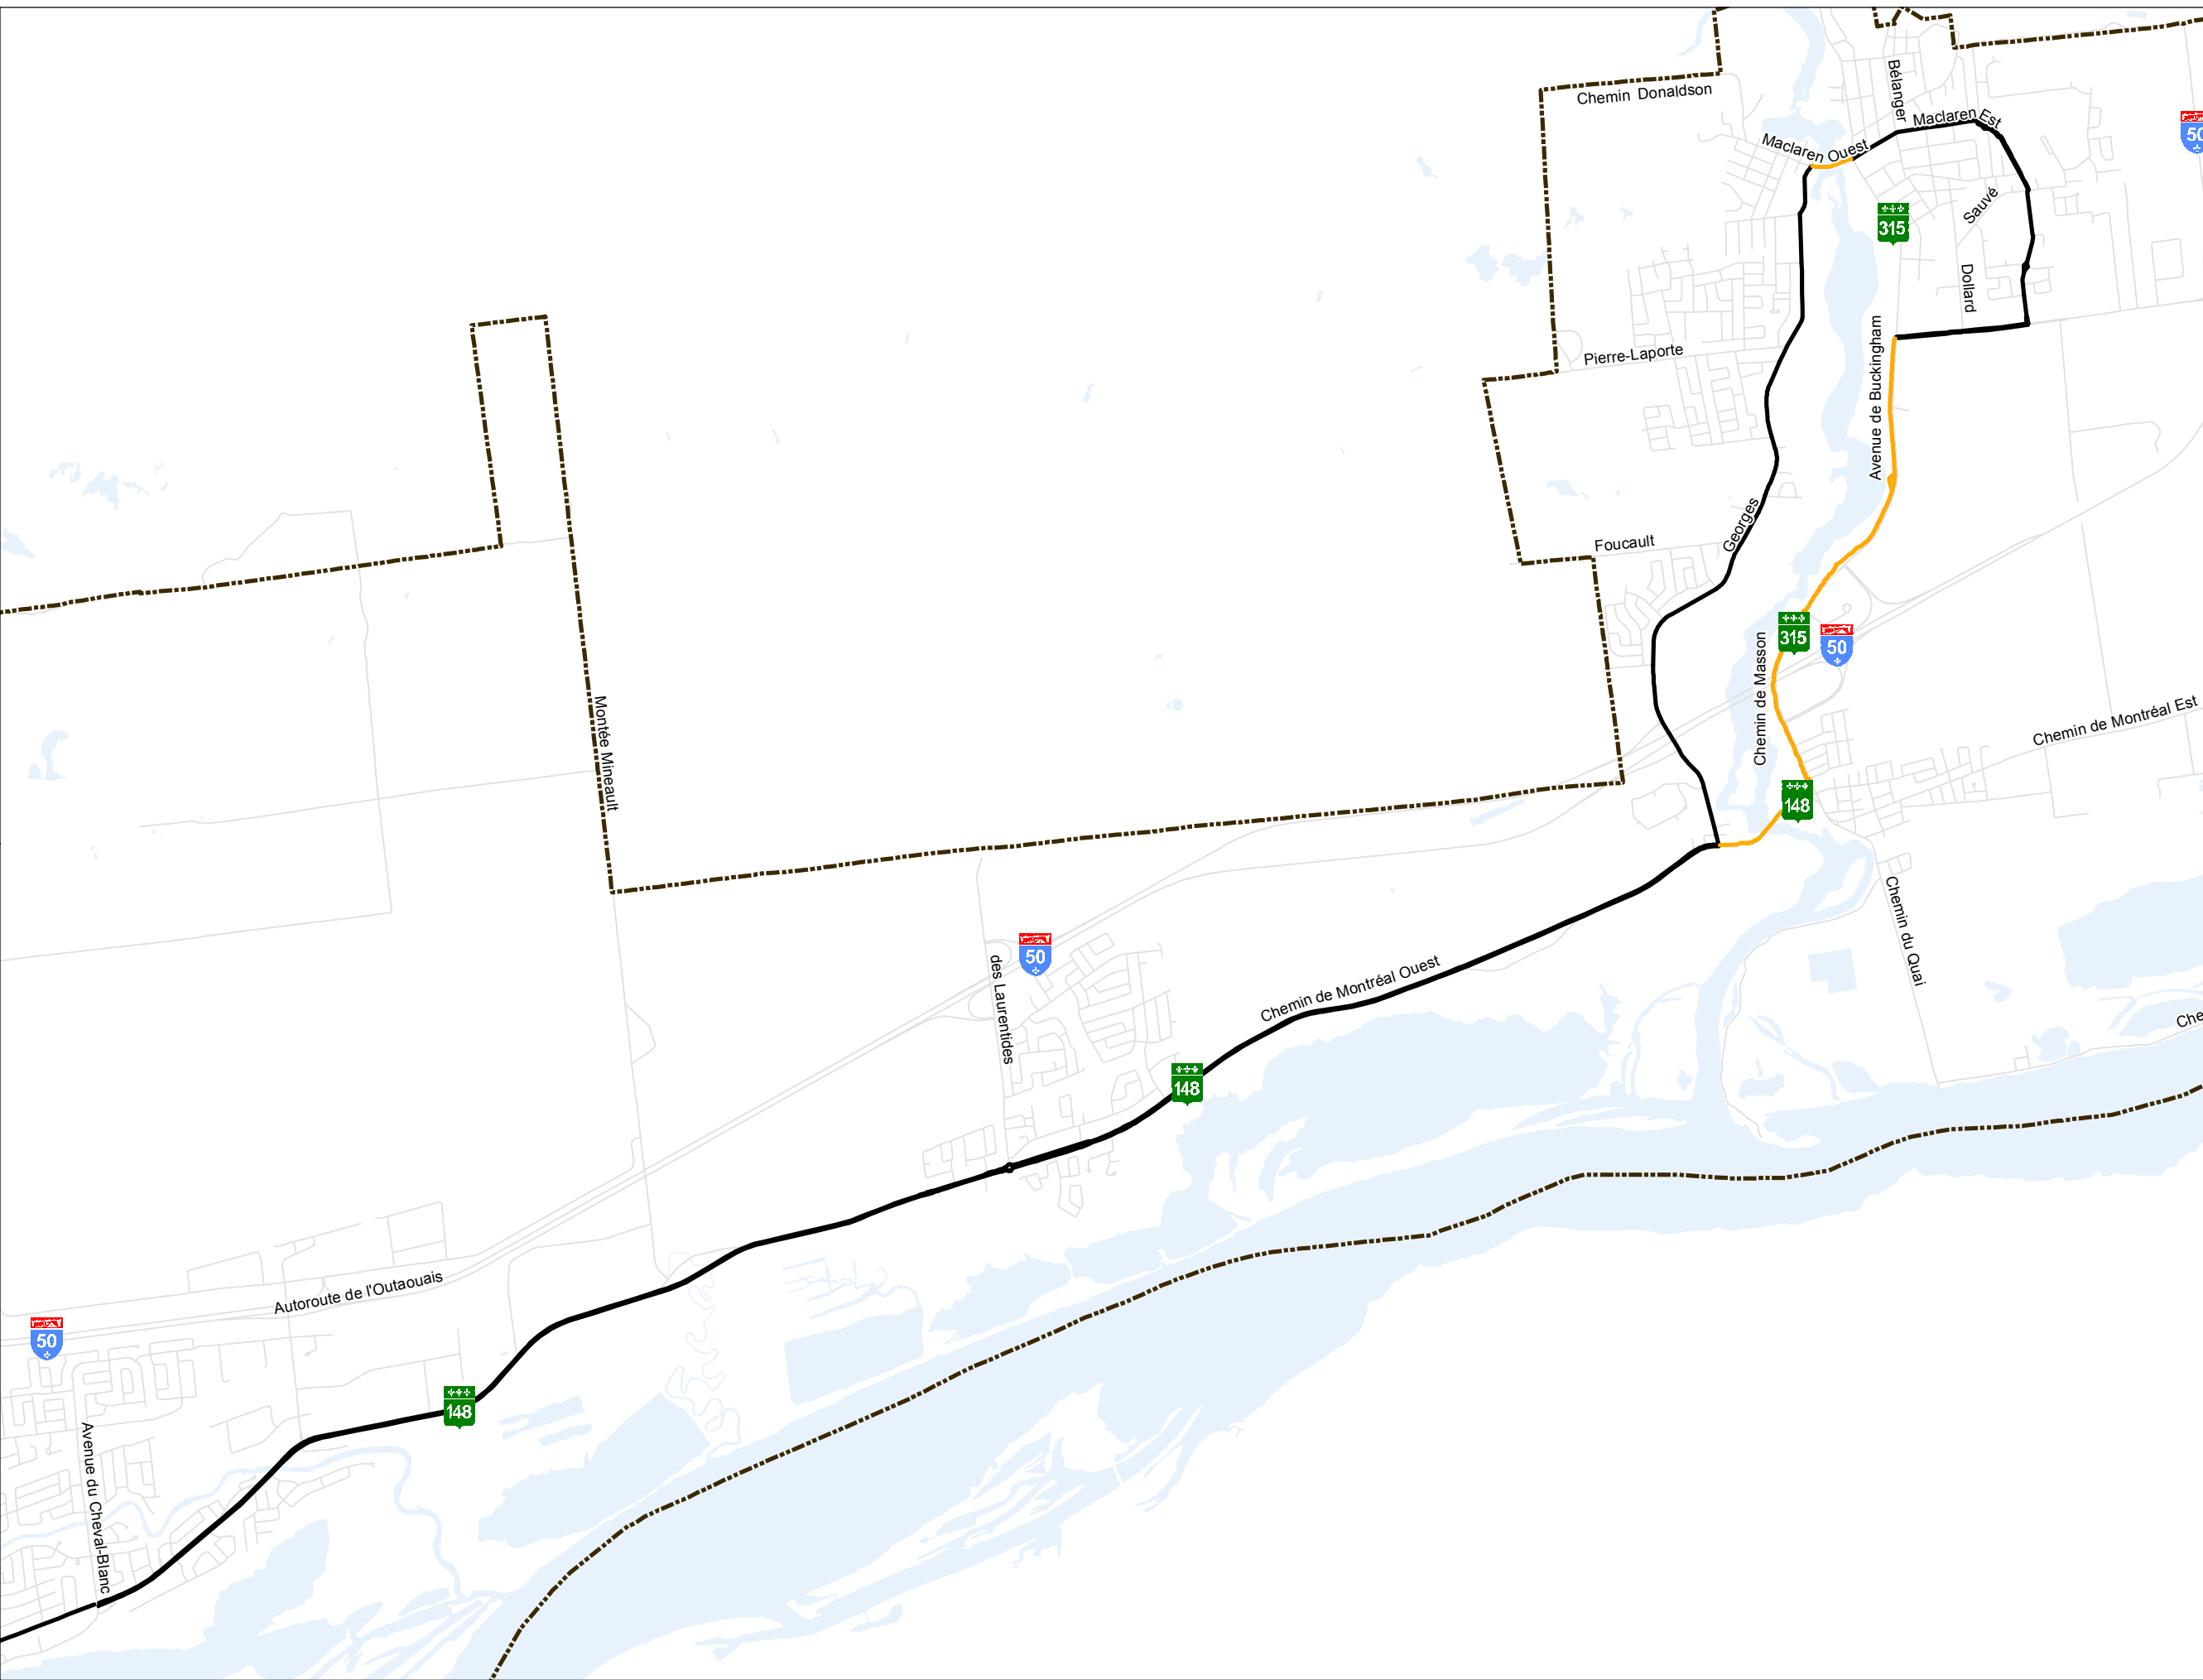 Chemin Donaldson
Bélanger
Maclaren Est
Maclaren Ouest
50
315
Sauvé
Dollard
Avenue de Buckingham
Pierre-Laporte
Georges
Foucault
315
50
Chemin de Masson
Montée Mineault
Chemin de Montréal Est
148
Chemin du Quai
50
des Laurentides
Chemin de Montréal Ouest
Che
148
Autoroute de l'Outaouais
50
148
Avenue du Cheval-Blanc